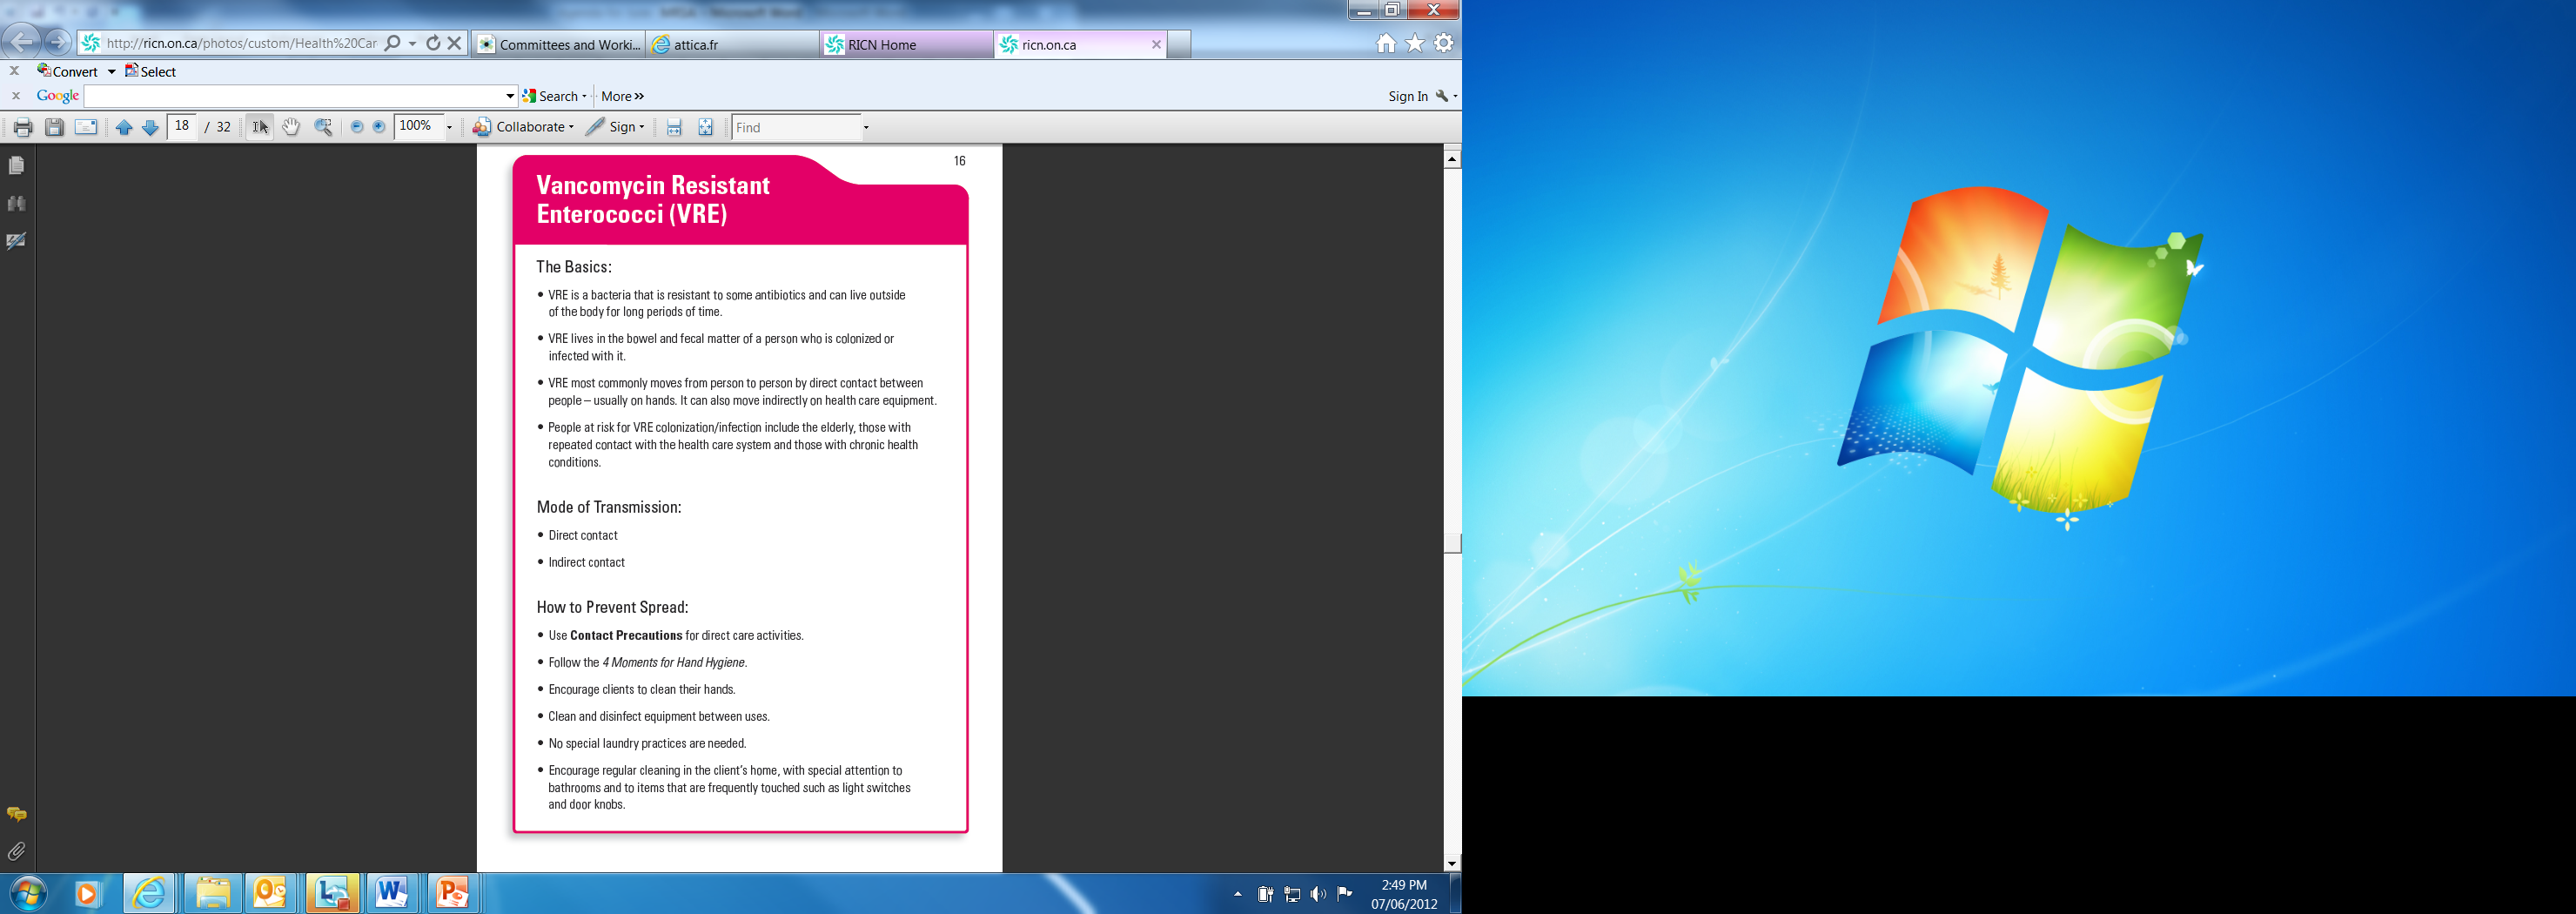 http://ricn.on.ca/photos/custom/Health%20Car
Committees and Worki...
attica.fr
RICN Home
ricn.on.ca
Convert
Select
Google
Search
More »
Sign In
18 / 32
100%
Collaborate
Sign
Find
16
Vancomycin Resistant
Enterococci (VRE)
The Basics:
• VRE is a bacteria that is resistant to some antibiotics and can live outside
of the body for long periods of time.
• VRE lives in the bowel and fecal matter of a person who is colonized or
infected with it.
• VRE most commonly moves from person to person by direct contact between
people – usually on hands. It can also move indirectly on health care equipment.
• People at risk for VRE colonization/infection include the elderly, those with
repeated contact with the health care system and those with chronic health
conditions.
Mode of Transmission:
• Direct contact
• Indirect contact
How to Prevent Spread:
• Use Contact Precautions for direct care activities.
• Follow the 4 Moments for Hand Hygiene.
• Encourage clients to clean their hands.
• Clean and disinfect equipment between uses.
• No special laundry practices are needed.
• Encourage regular cleaning in the client's home, with special attention to
bathrooms and to items that are frequently touched such as light switches
and door knobs.
2:49 PM
07/06/2012